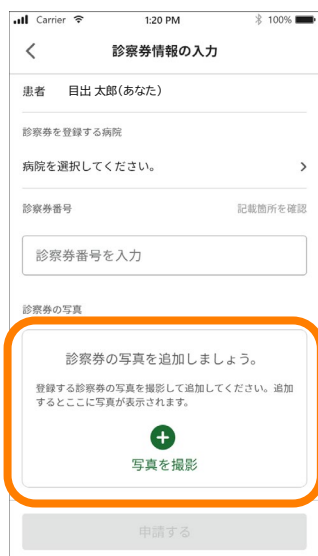 Carrier 1:20 PM 100%
診察券情報の入力
患者 目出 太郎(あなた)
診察券を登録する病院
病院を選択してください。
診察券番号 記載箇所を確認
診察券番号を入力
診察券の写真
診察券の写真を追加しましょう。
登録する診察券の写真を撮影して追加してください。追加
するとここに写真が表示されます。
写真を撮影
申請する